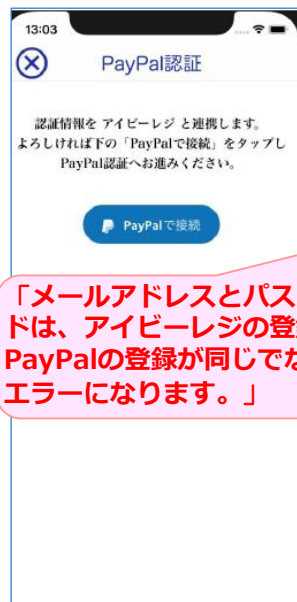 13:03
PayPal認証
認証情報を アイビーレジ と連携します。
よろしければ下の「PayPalで接続」をタップし
PayPal認証へお進みください。
PayPalで接続
「メールアドレスとパス
ドは、アイビーレジの登
PayPalの登録が同じでな
エラーになります。」